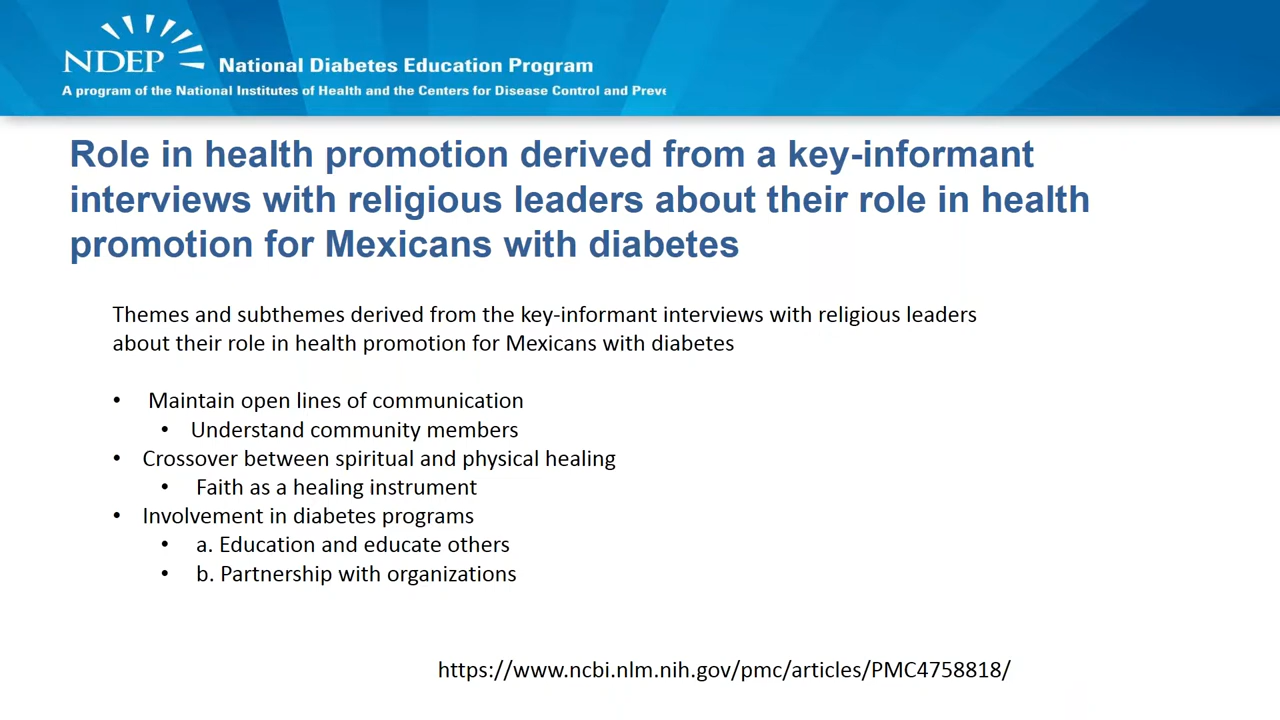 NDEP National Diabetes Education Program
A program of the National Institutes of Health and the Centers for Disease Control and Preve
Role in health promotion derived from a key-informant
interviews with religious leaders about their role in health
promotion for Mexicans with diabetes
Themes and subthemes derived from the key-informant interviews with religious leaders
about their role in health promotion for Mexicans with diabetes
• Maintain open lines of communication
• Understand community members
• Crossover between spiritual and physical healing
• Faith as a healing instrument
• Involvement in diabetes programs
• a. Education and educate others
• b. Partnership with organizations
https://www.ncbi.nlm.nih.gov/pmc/articles/PMC4758818/